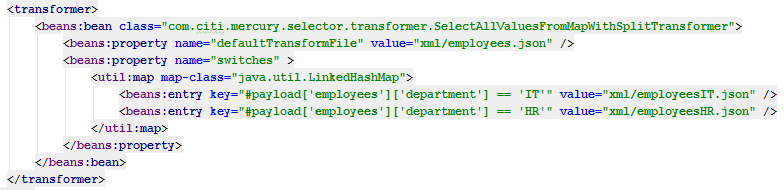 <transformer>
<beans:bean class="com.citi.mercury.selector.transformer.SelectAllValuesFromMapWithSplitTransformer">
<beans:property name="defaultTransformFile" value="xml/employees.json" />
<beans:property name="switches" >
<util:map map-class="java.util.LinkedHashMap">
<beans:entry key="#payload['employees']['department'] == 'IT'" value="xml/employeesIT.json" />
<beans:entry key="#payload['employees']['department'] == 'HR'" value="xml/employeesHR.json" />
</util:map>
</beans:property>
</beans:bean>
</transformer>